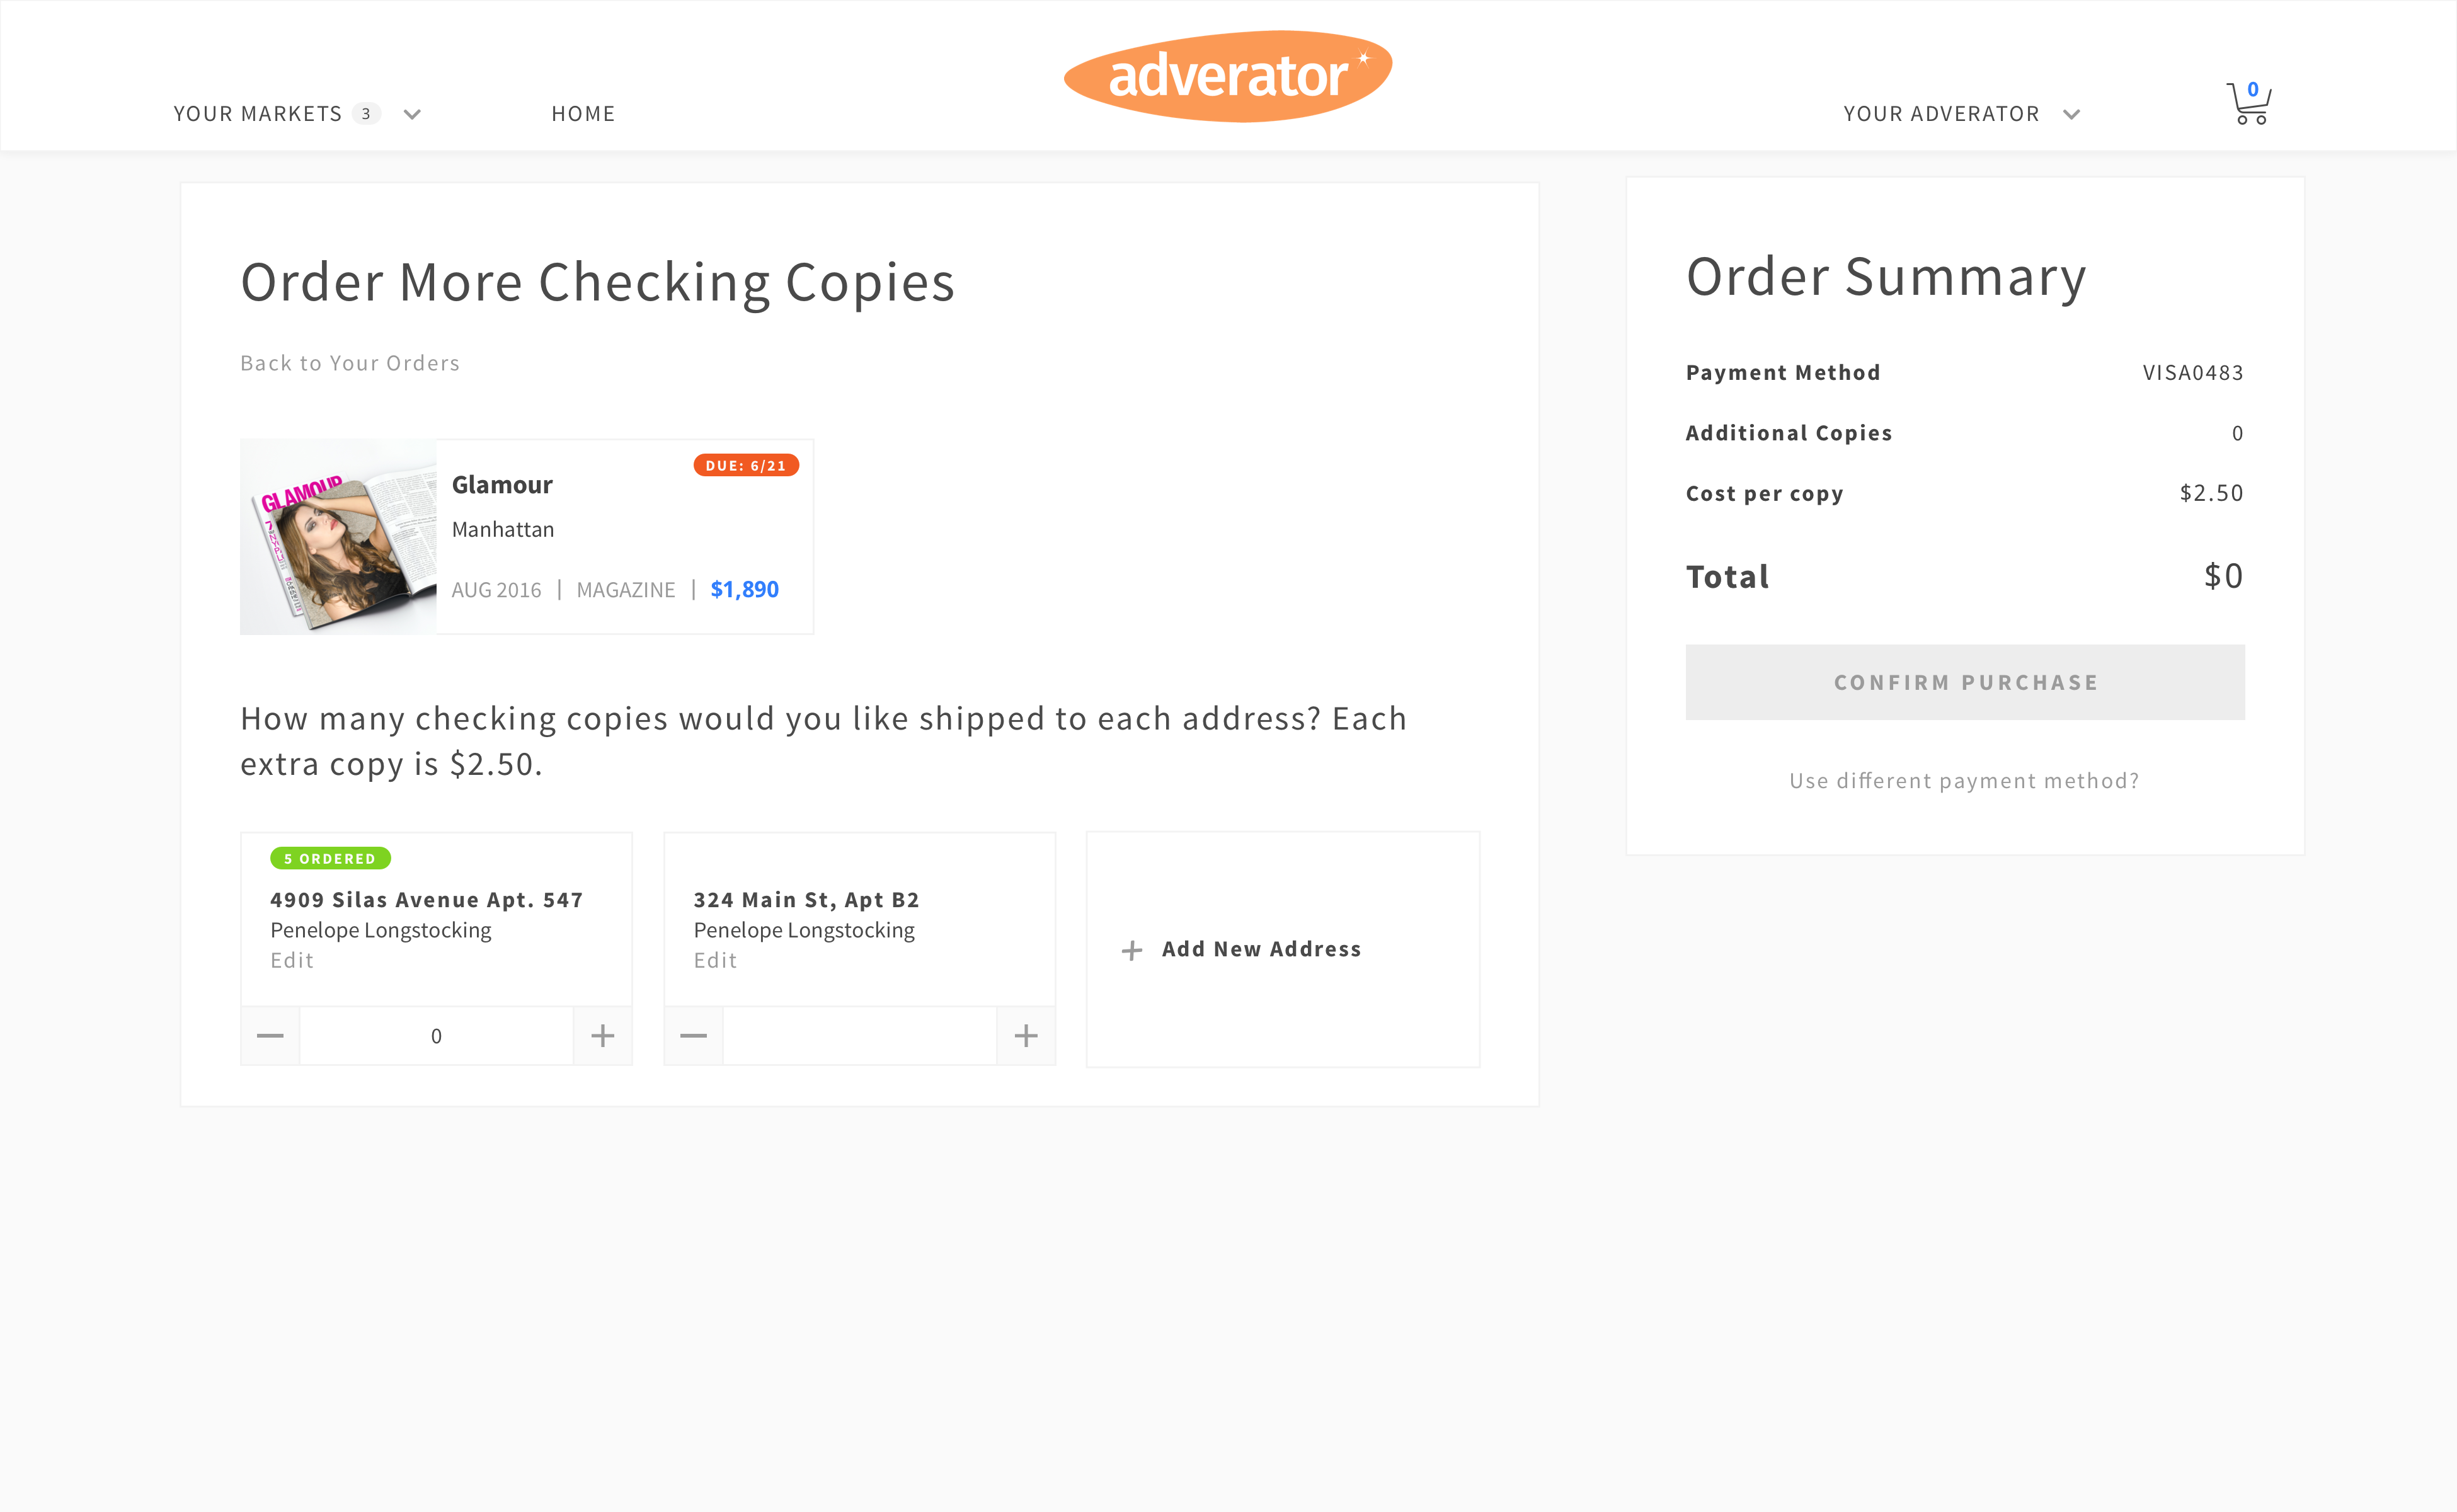 adverator
YOUR MARKETS 3
HOME
YOUR ADVERATOR
0
Order More Checking Copies
Back to Your Orders
GLAMOUR
DUE: 6/21
Glamour
Manhattan
AUG 2016 | MAGAZINE | $1,890
How many checking copies would you like shipped to each address? Each
extra copy is $2.50.
5 ORDERED
4909 Silas Avenue Apt. 547
Penelope Longstocking
Edit
0
324 Main St, Apt B2
Penelope Longstocking
Edit
Add New Address
Order Summary
Payment Method VISA0483
Additional Copies 0
Cost per copy $2.50
Total $0
CONFIRM PURCHASE
Use different payment method?